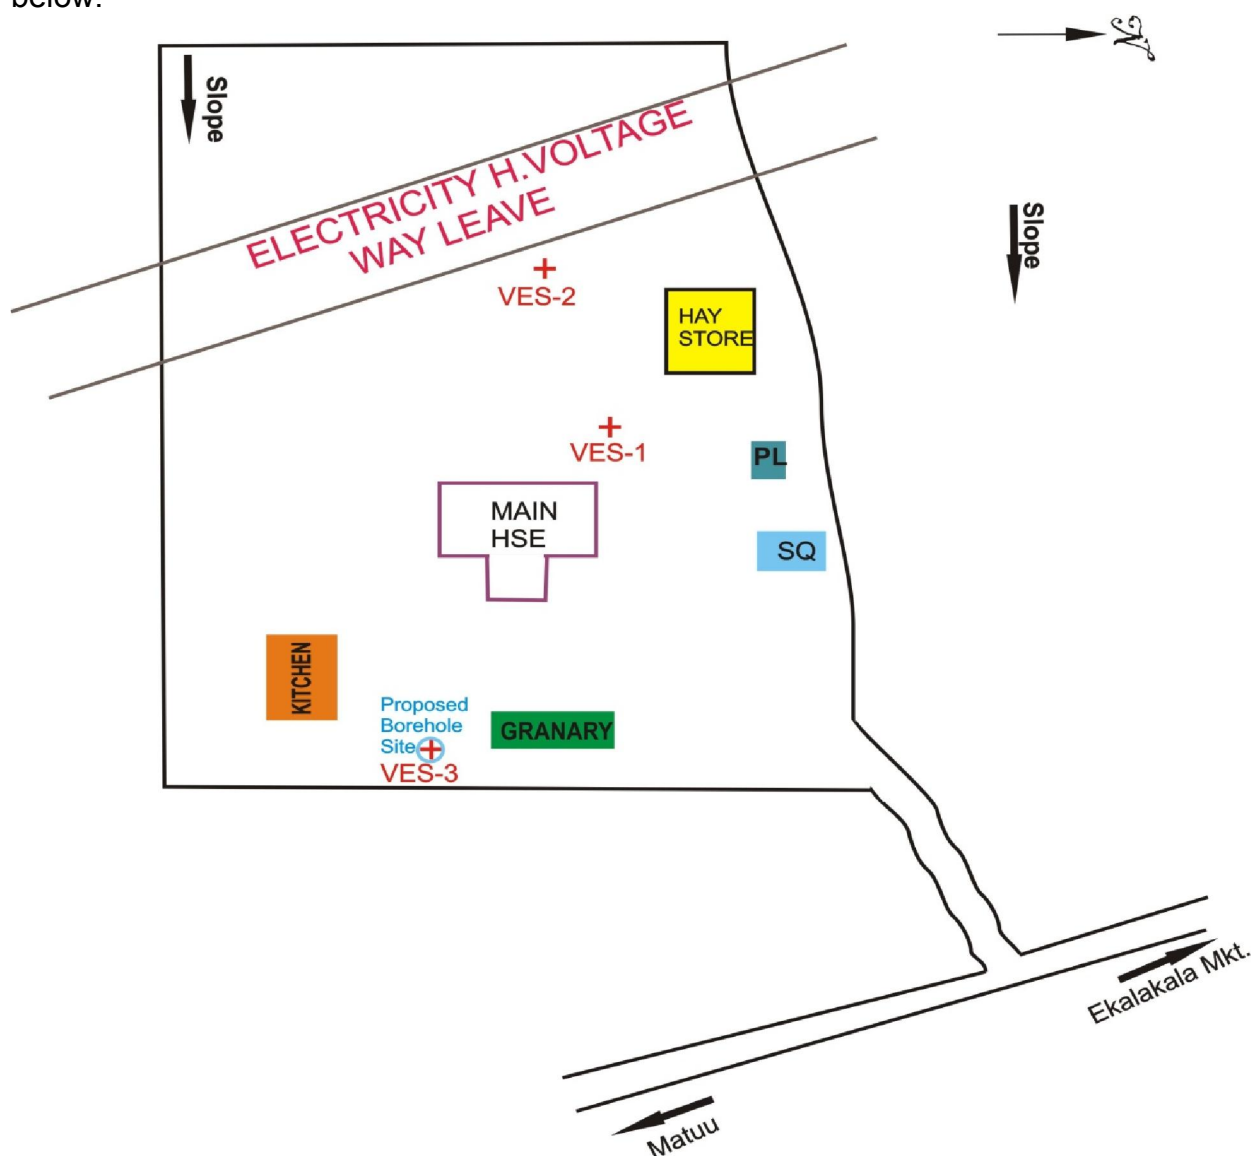 below:
N
Slope
ELECTRICITY H.VOLTAGE
WAY LEAVE
Slope
VES-2
HAY
STORE
VES-1
PL
MAIN
HSE
SQ
KITCHEN
Proposed
Borehole
Site
GRANARY
VES-3
Ekalakala Mkt.
Matuu